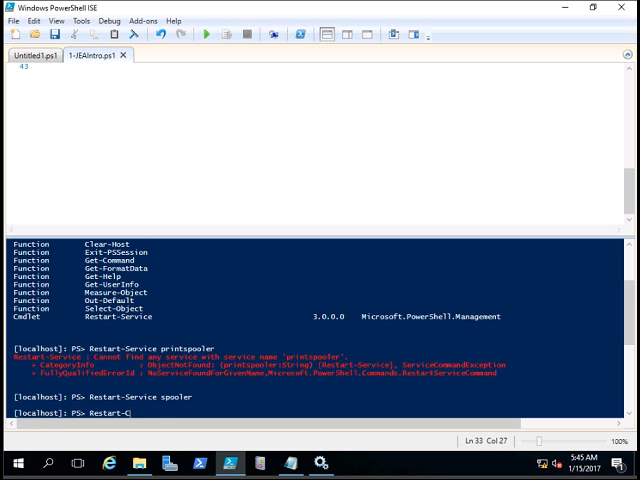 Windows PowerShell ISE
File Edit View Tools Debug Add-ons Help
Untitled1.ps1 1-JEAIntro.ps1
43
Function Clear-Host
Function Exit-PSSession
Function Get-Command
Function Get-FormatData
Function Get-Help
Function Get-UserInfo
Function Measure-Object
Function Out-Default
Function Select-Object
Cmdlet Restart-Service 3.0.0.0 Microsoft.PowerShell.Management
[localhost]: PS> Restart-Service printspooler
Restart-Service : Cannot find any service with service name 'printspooler'.
+ CategoryInfo : ObjectNotFound: (printspooler:String) [Restart-Service], ServiceCommandException
+ FullyQualifiedErrorId : NoServiceFoundForGivenName,Microsoft.PowerShell.Commands.RestartServiceCommand
[localhost]: PS> Restart-Service spooler
[localhost]: PS> Restart-C
Ln 33 Col 27 100%
5:45 AM
1/15/2017